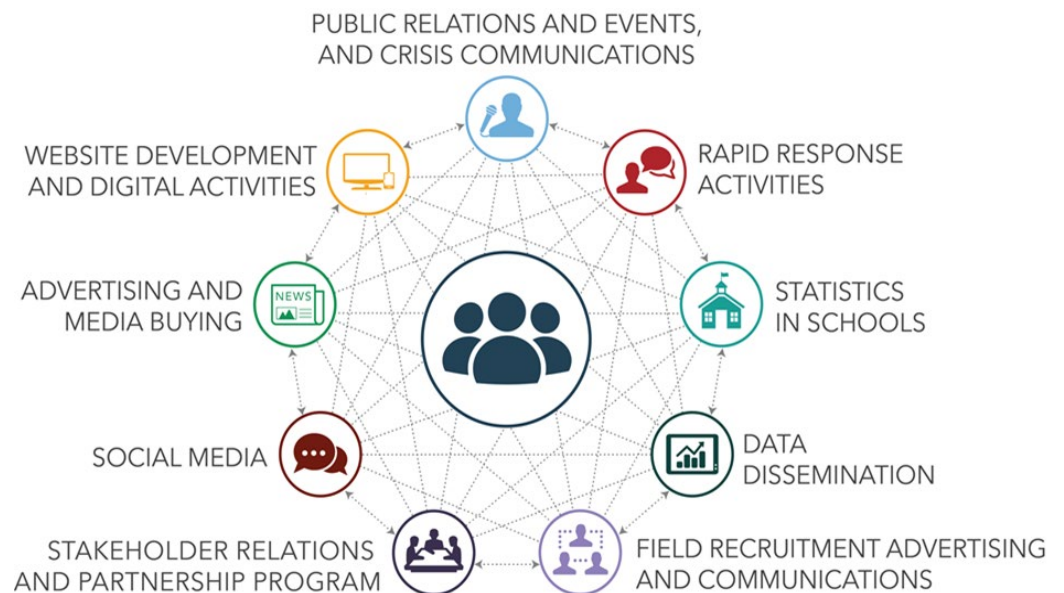 PUBLIC RELATIONS AND EVENTS,
AND CRISIS COMMUNICATIONS
WEBSITE DEVELOPMENT
AND DIGITAL ACTIVITIES
RAPID RESPONSE
ACTIVITIES
ADVERTISING AND
MEDIA BUYING
NEWS
STATISTICS
IN SCHOOLS
SOCIAL MEDIA
DATA
DISSEMINATION
STAKEHOLDER RELATIONS
AND PARTNERSHIP PROGRAM
FIELD RECRUITMENT ADVERTISING
AND COMMUNICATIONS